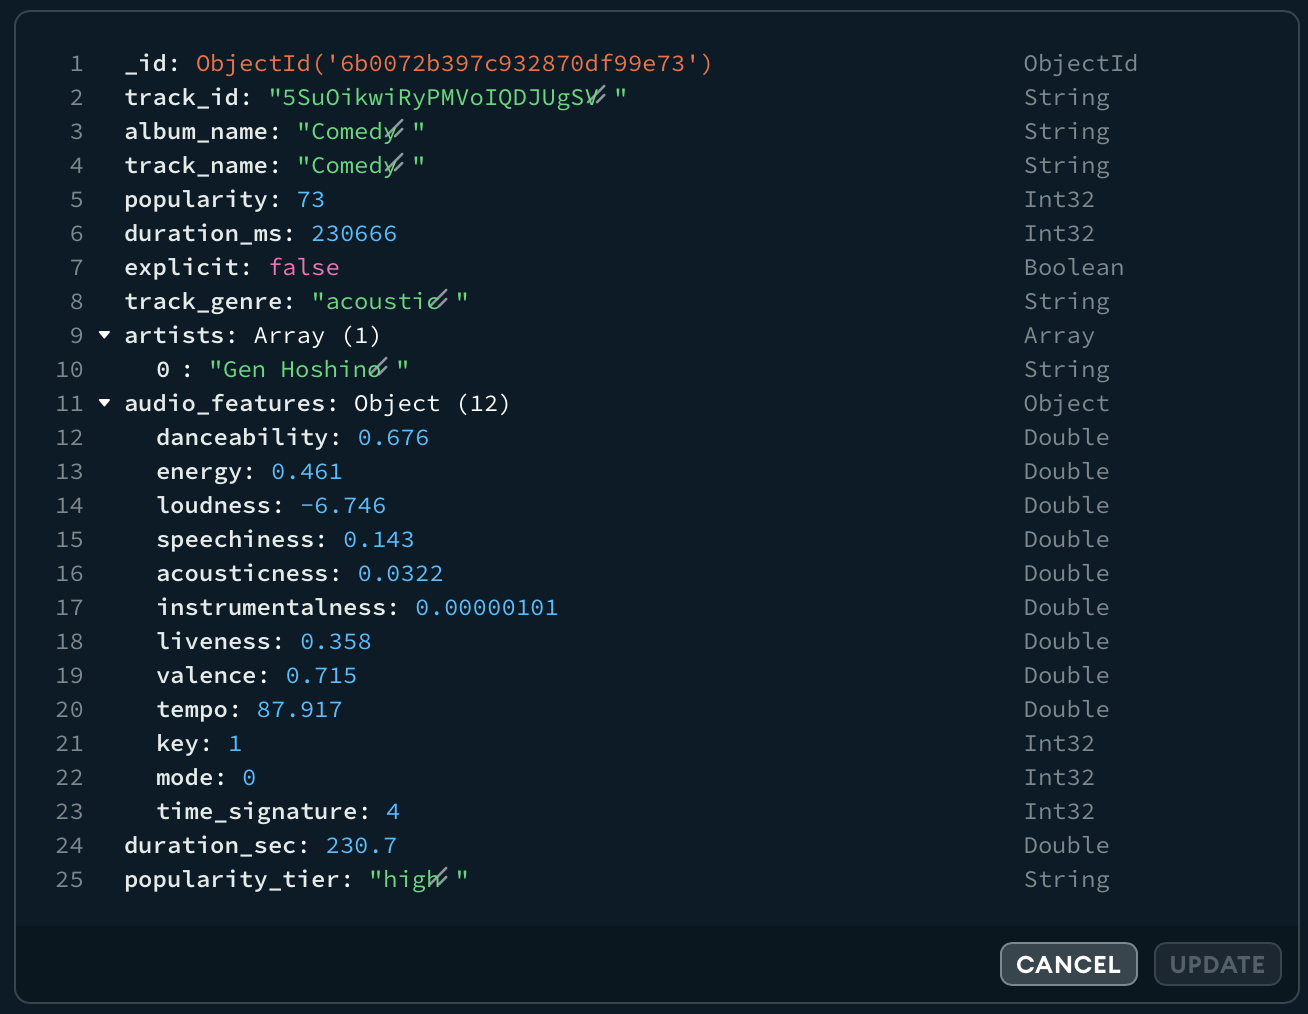 1 _id: ObjectId('6b0072b397c932870df99e73') ObjectId
2 track_id: "5SuOikwiRyPMVoIQDJUgSV" String
3 album_name: "Comedy" String
4 track_name: "Comedy" String
5 popularity: 73 Int32
6 duration_ms: 230666 Int32
7 explicit: false Boolean
8 track_genre: "acoustic" String
9 artists: Array (1) Array
10 0 : "Gen Hoshino" String
11 audio_features: Object (12) Object
12 danceability: 0.676 Double
13 energy: 0.461 Double
14 loudness: -6.746 Double
15 speechiness: 0.143 Double
16 acousticness: 0.0322 Double
17 instrumentalness: 0.00000101 Double
18 liveness: 0.358 Double
19 valence: 0.715 Double
20 tempo: 87.917 Double
21 key: 1 Int32
22 mode: 0 Int32
23 time_signature: 4 Int32
24 duration_sec: 230.7 Double
25 popularity_tier: "high" String
CANCEL UPDATE